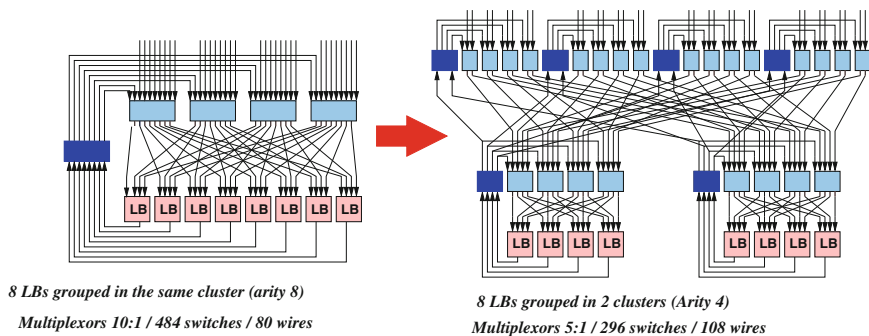 LB LB LB LB LB LB LB LB
LB LB LB LB
LB LB LB LB
8 LBs grouped in the same cluster (arity 8)
Multiplexors 10:1 / 484 switches / 80 wires
8 LBs grouped in 2 clusters (Arity 4)
Multiplexors 5:1 / 296 switches / 108 wires